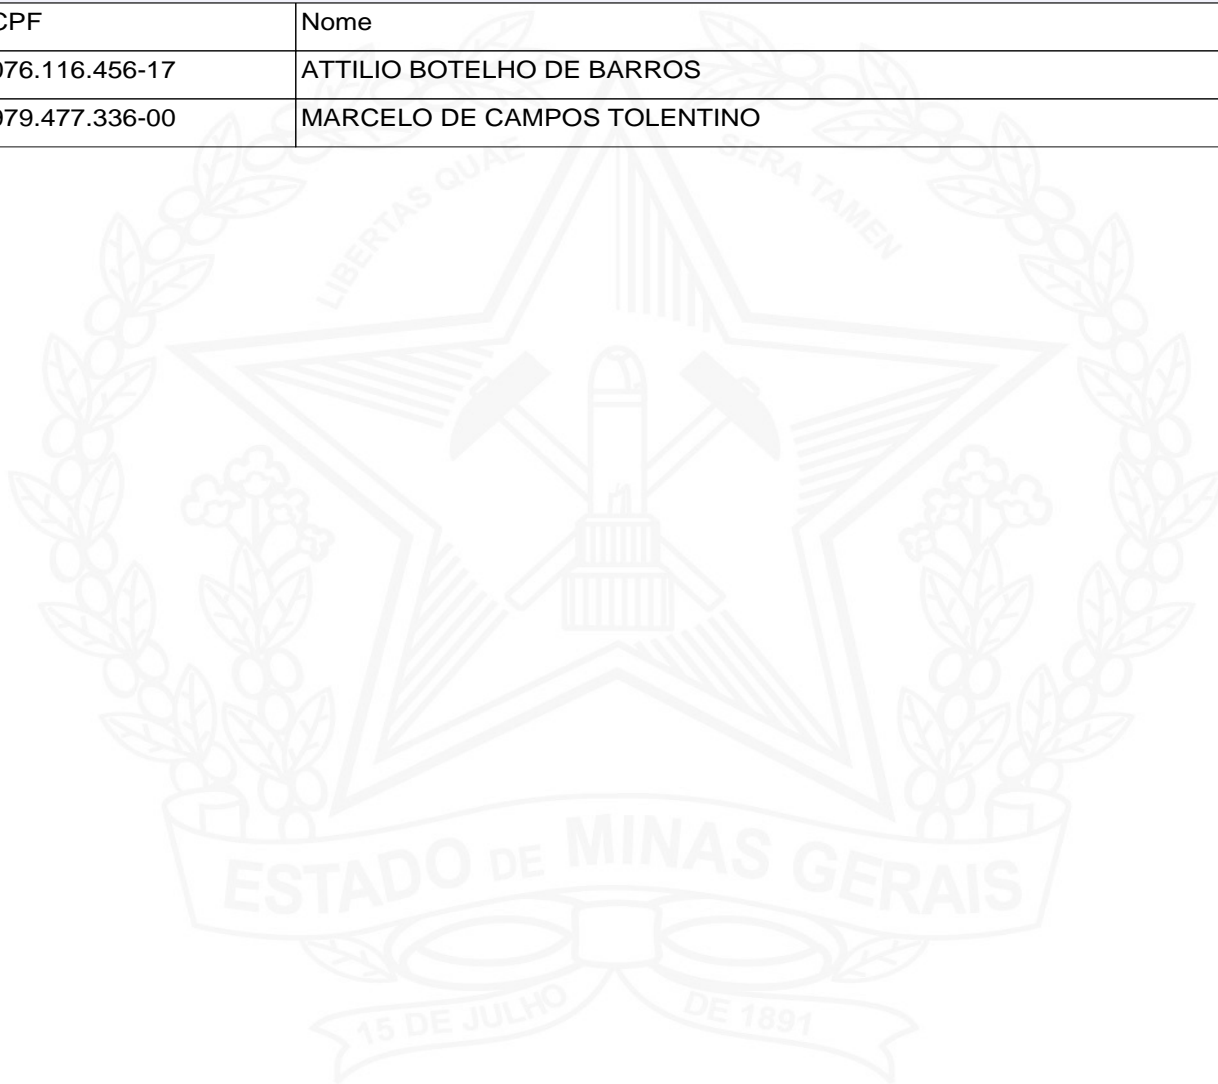 CPF Nome
076.116.456-17 ATTILIO BOTELHO DE BARROS
979.477.336-00 MARCELO DE CAMPOS TOLENTINO
LIBERTAS QUAE SERA TAMEN
ESTADO DE MINAS GERAIS
15 DE JULHO DE 1891